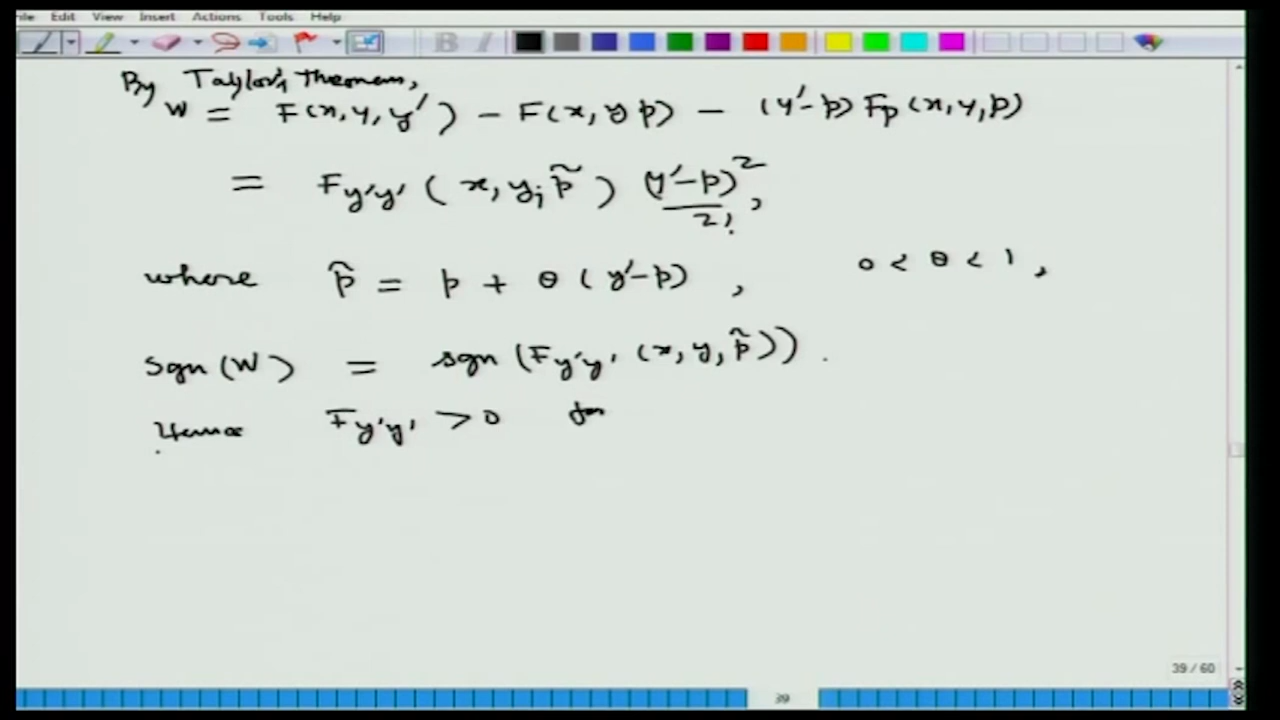 File Edit View Insert Actions Tools Help
By Taylor's Theorem,
W = F(x, y, y') - F(x, y p) - (y'-p) Fp (x, y, p)
= Fy'y' (x, y, p̃) (y'-p)²/2!,
where p̃ = p + θ (y'-p), 0 < θ < 1,
Sgn (W) = sgn (Fy'y' (x, y, p̃)).
Hence Fy'y' > 0 for
39 / 60
39